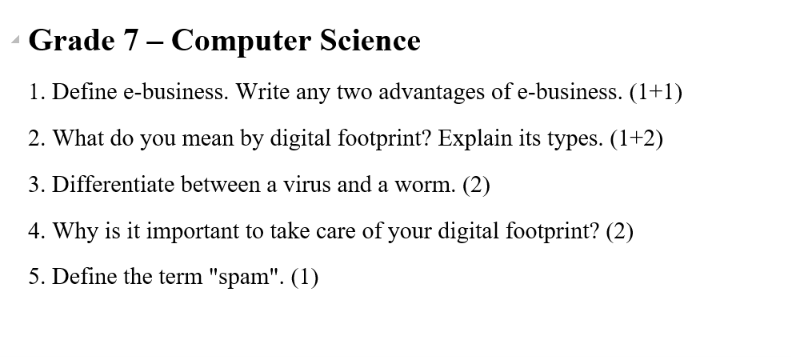 Grade 7 – Computer Science
1. Define e-business. Write any two advantages of e-business. (1+1)
2. What do you mean by digital footprint? Explain its types. (1+2)
3. Differentiate between a virus and a worm. (2)
4. Why is it important to take care of your digital footprint? (2)
5. Define the term "spam". (1)